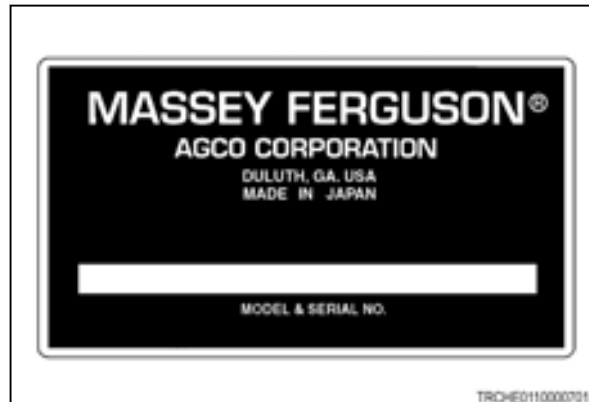 MASSEY FERGUSON®
AGCO CORPORATION
DULUTH, GA. USA
MADE IN JAPAN
MODEL & SERIAL NO.
TRCHE0110000701